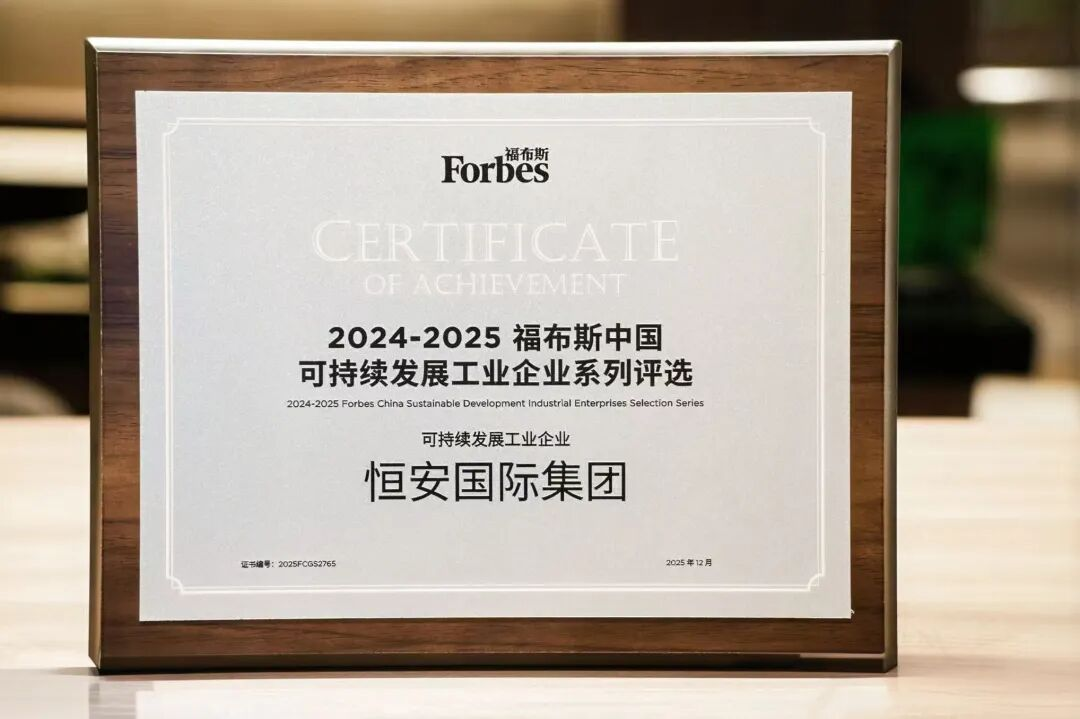 福布斯
Forbes
CERTIFICATE
OF ACHIEVEMENT
2024-2025 福布斯中国
可持续发展工业企业系列评选
2024-2025 Forbes China Sustainable Development Industrial Enterprises Selection Series
可持续发展工业企业
恒安国际集团
证书编号：2025FCGS2765
2025 年 12 月